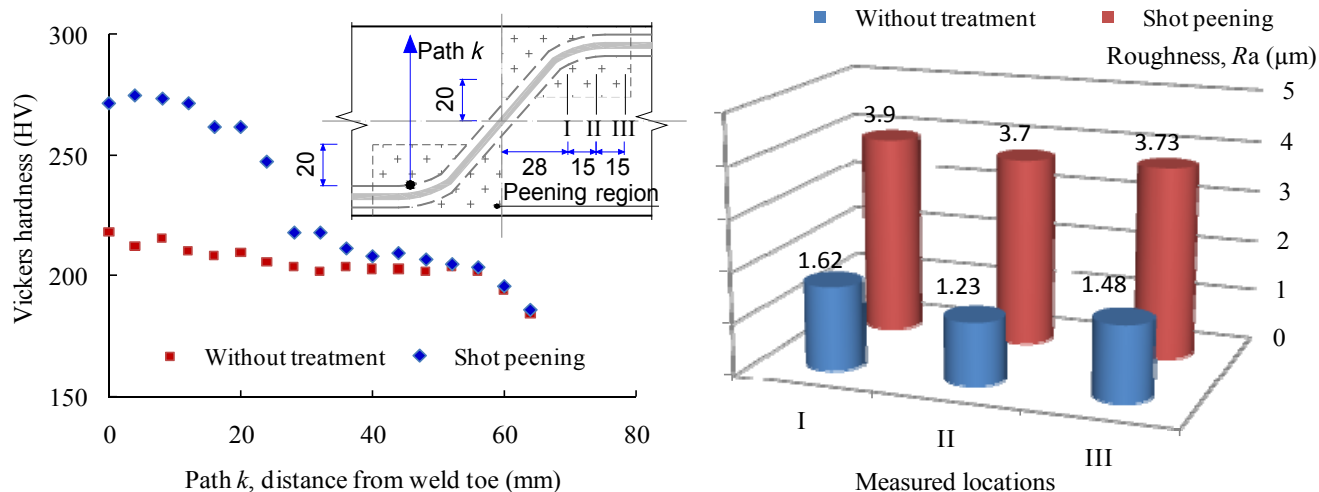 300
250
200
150
Vickers hardness (HV)
0
20
40
60
80
Path k, distance from weld toe (mm)
Without treatment
Shot peening
Path k
20
20
I
II
III
28
15
15
Peening region
Without treatment
Shot peening
Roughness, Ra (μm)
5
4
3
2
1
0
3.9
3.7
3.73
1.62
1.23
1.48
I
II
III
Measured locations